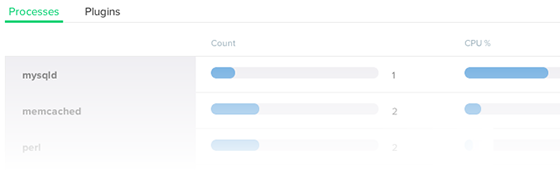 Processes Plugins
Count CPU %
mysqld 1
memcached 2
perl 2